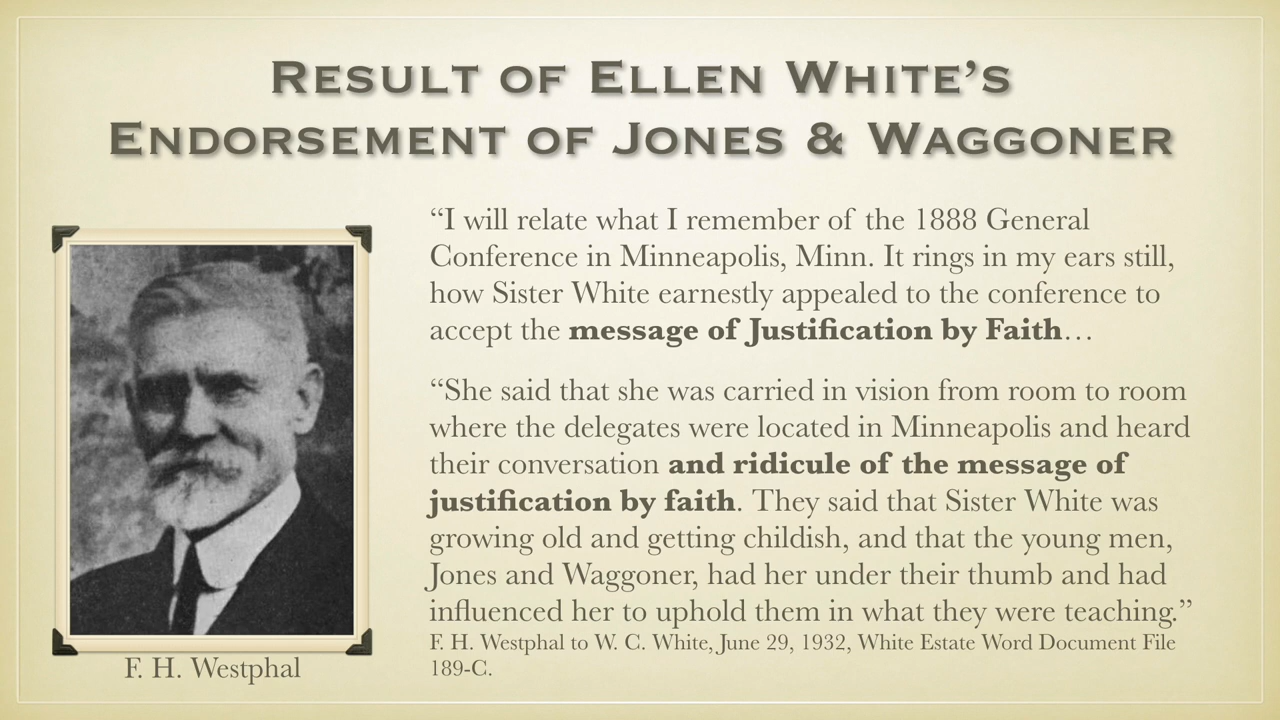 Result of Ellen White’s
Endorsement of Jones & Waggoner
“I will relate what I remember of the 1888 General
Conference in Minneapolis, Minn. It rings in my ears still,
how Sister White earnestly appealed to the conference to
accept the message of Justification by Faith…
“She said that she was carried in vision from room to room
where the delegates were located in Minneapolis and heard
their conversation and ridicule of the message of
justification by faith. They said that Sister White was
growing old and getting childish, and that the young men,
Jones and Waggoner, had her under their thumb and had
influenced her to uphold them in what they were teaching.”
F. H. Westphal to W. C. White, June 29, 1932, White Estate Word Document File
189-C.
F. H. Westphal